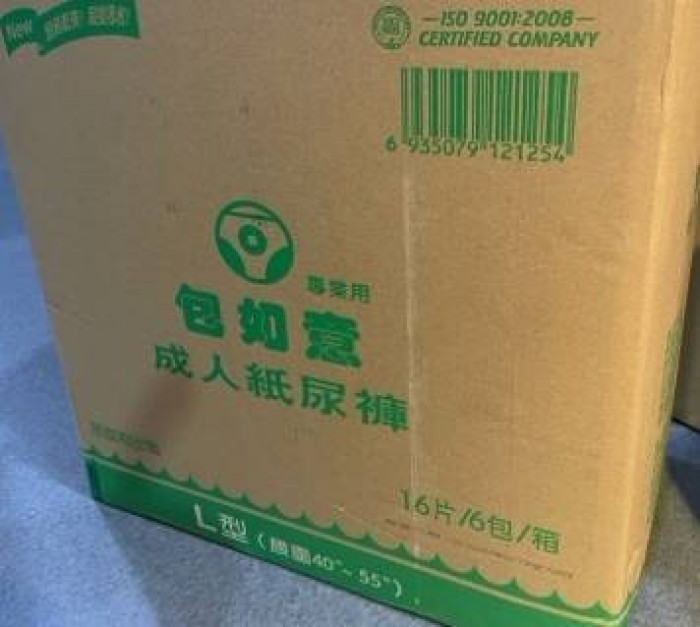 New
ISO 9001:2008
CERTIFIED COMPANY
6 935079 121254
專業用
包如意
成人紙尿褲
16片/6包/箱
L型 (腰圍40"~ 55")